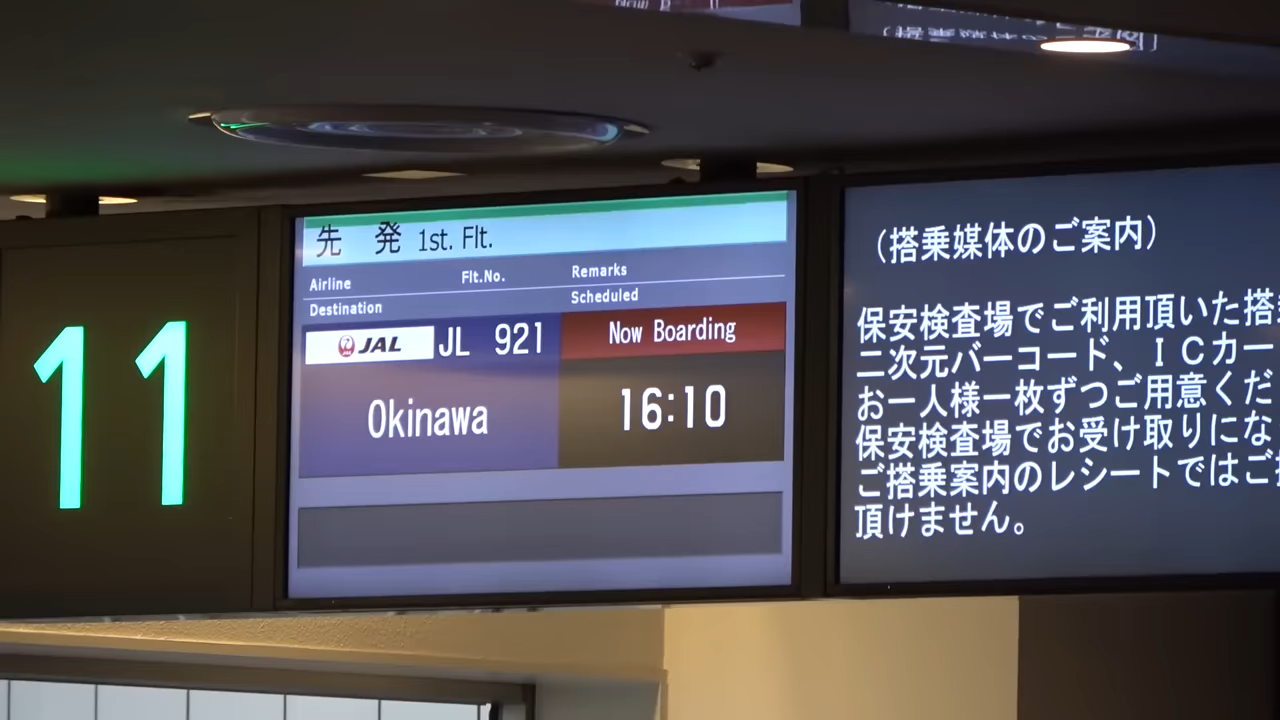 11
先 発 1st. Flt.
Airline Flt.No. Remarks
Destination Scheduled
JAL JL 921 Now Boarding
Okinawa 16:10
（搭乗媒体のご案内）
保安検査場でご利用頂いた搭
二次元バーコード、ＩＣカー
お一人様一枚ずつご用意くだ
保安検査場でお受け取りにな
ご搭乗案内のレシートではご
頂けません。